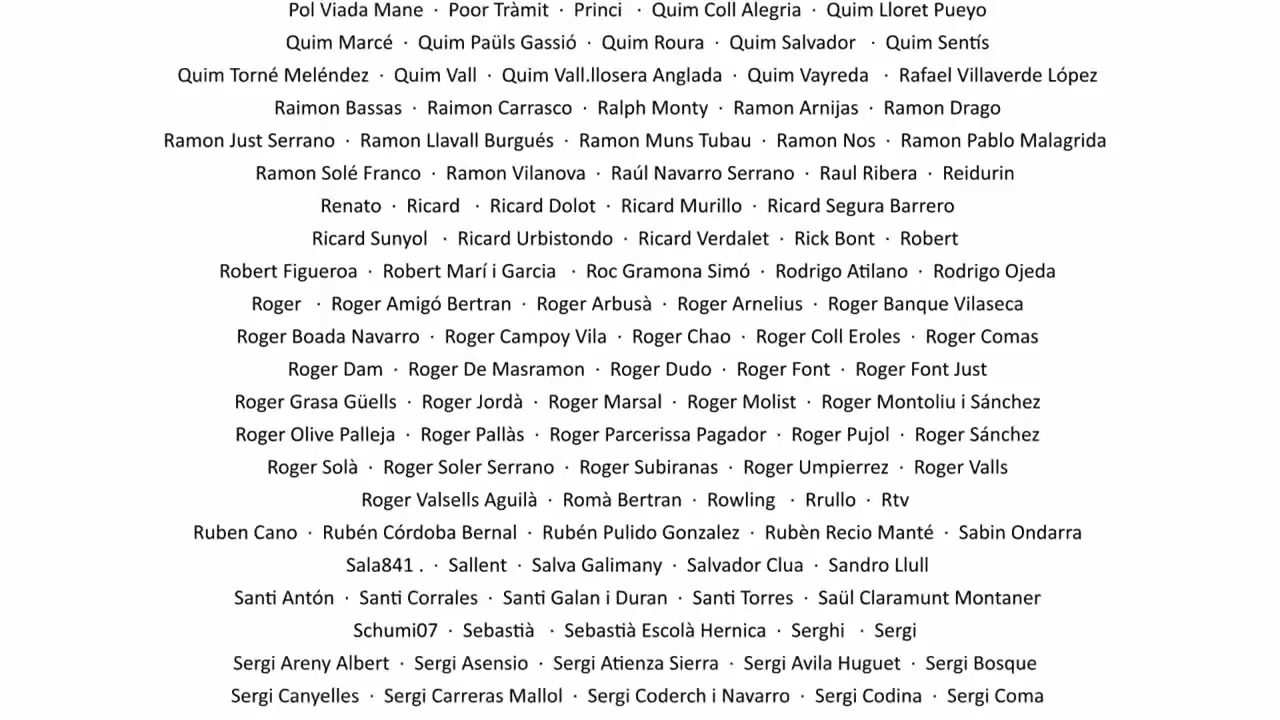 Pol Viada Mane · Poor Tràmit · Princi · Quim Coll Alegria · Quim Lloret Pueyo
Quim Marcé · Quim Paüls Gassió · Quim Roura · Quim Salvador · Quim Sentís
Quim Torné Meléndez · Quim Vall · Quim Vall.llosera Anglada · Quim Vayreda · Rafael Villaverde López
Raimon Bassas · Raimon Carrasco · Ralph Monty · Ramon Arnijas · Ramon Drago
Ramon Just Serrano · Ramon Llavall Burgués · Ramon Muns Tubau · Ramon Nos · Ramon Pablo Malagrida
Ramon Solé Franco · Ramon Vilanova · Raúl Navarro Serrano · Raul Ribera · Reidurin
Renato · Ricard · Ricard Dolot · Ricard Murillo · Ricard Segura Barrero
Ricard Sunyol · Ricard Urbistondo · Ricard Verdalet · Rick Bont · Robert
Robert Figueroa · Robert Marí i Garcia · Roc Gramona Simó · Rodrigo Atilano · Rodrigo Ojeda
Roger · Roger Amigó Bertran · Roger Arbusà · Roger Arnelius · Roger Banque Vilaseca
Roger Boada Navarro · Roger Campoy Vila · Roger Chao · Roger Coll Eroles · Roger Comas
Roger Dam · Roger De Masramon · Roger Dudo · Roger Font · Roger Font Just
Roger Grasa Güells · Roger Jordà · Roger Marsal · Roger Molist · Roger Montoliu i Sánchez
Roger Olive Palleja · Roger Pallàs · Roger Parcerissa Pagador · Roger Pujol · Roger Sánchez
Roger Solà · Roger Soler Serrano · Roger Subiranas · Roger Umpierrez · Roger Valls
Roger Valsells Aguilà · Romà Bertran · Rowling · Rrullo · Rtv
Ruben Cano · Rubén Córdoba Bernal · Rubén Pulido Gonzalez · Rubèn Recio Manté · Sabin Ondarra
Sala841 . · Sallent · Salva Galimany · Salvador Clua · Sandro Llull
Santi Antón · Santi Corrales · Santi Galan i Duran · Santi Torres · Saül Claramunt Montaner
Schumi07 · Sebastià · Sebastià Escolà Hernica · Serghi · Sergi
Sergi Areny Albert · Sergi Asensio · Sergi Atienza Sierra · Sergi Avila Huguet · Sergi Bosque
Sergi Canyelles · Sergi Carreras Mallol · Sergi Coderch i Navarro · Sergi Codina · Sergi Coma